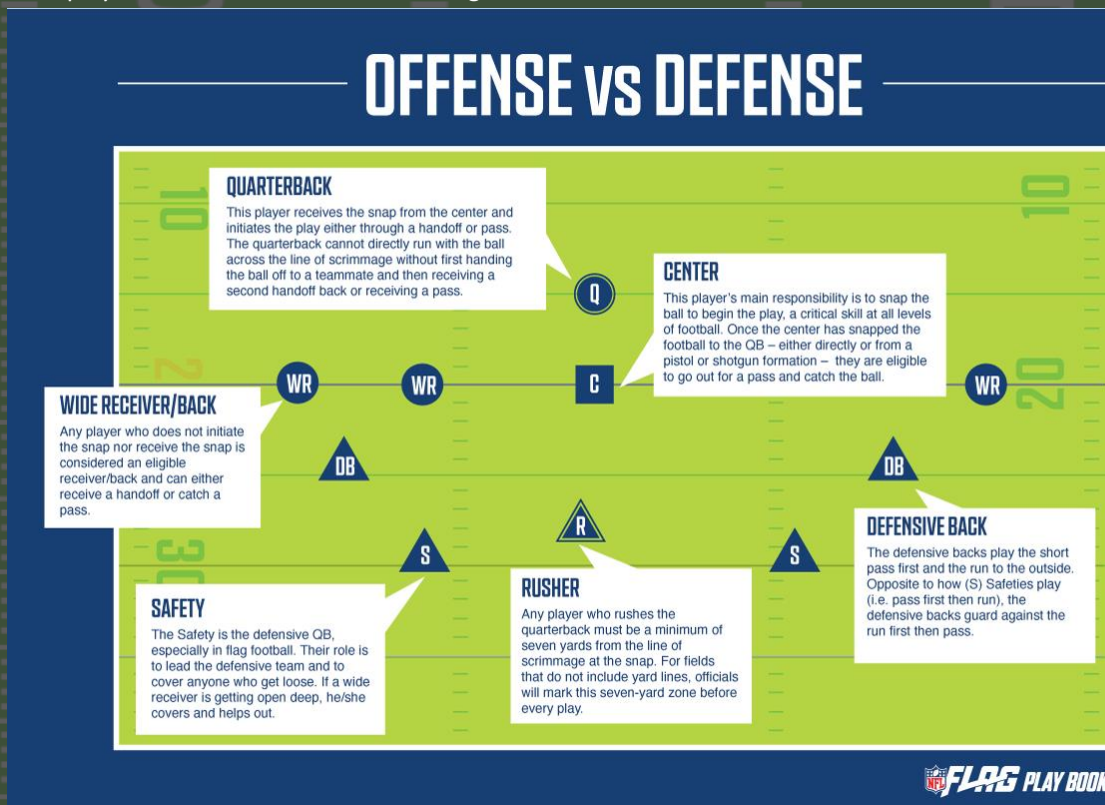 OFFENSE VS DEFENSE
QUARTERBACK
This player receives the snap from the center and
initiates the play either through a handoff or pass.
The quarterback cannot directly run with the ball
across the line of scrimmage without first handing
the ball off to a teammate and then receiving a
second handoff back or receiving a pass.
10
10
Q
CENTER
This player's main responsibility is to snap the
ball to begin the play, a critical skill at all levels
of football. Once the center has snapped the
football to the QB – either directly or from a
pistol or shotgun formation – they are eligible
to go out for a pass and catch the ball.
2
WR
WR
C
WR
20
WIDE RECEIVER/BACK
Any player who does not initiate
the snap nor receive the snap is
considered an eligible
receiver/back and can either
receive a handoff or catch a
pass.
DB
DB
R
S
S
30
DEFENSIVE BACK
The defensive backs play the short
pass first and the run to the outside.
Opposite to how (S) Safeties play
(i.e. pass first then run), the
defensive backs guard against the
run first then pass.
SAFETY
The Safety is the defensive QB,
especially in flag football. Their role is
to lead the defensive team and to
cover anyone who get loose. If a wide
receiver is getting open deep, he/she
covers and helps out.
RUSHER
Any player who rushes the
quarterback must be a minimum of
seven yards from the line of
scrimmage at the snap. For fields
that do not include yard lines, officials
will mark this seven-yard zone before
every play.
NFL FLAG PLAY BOOK